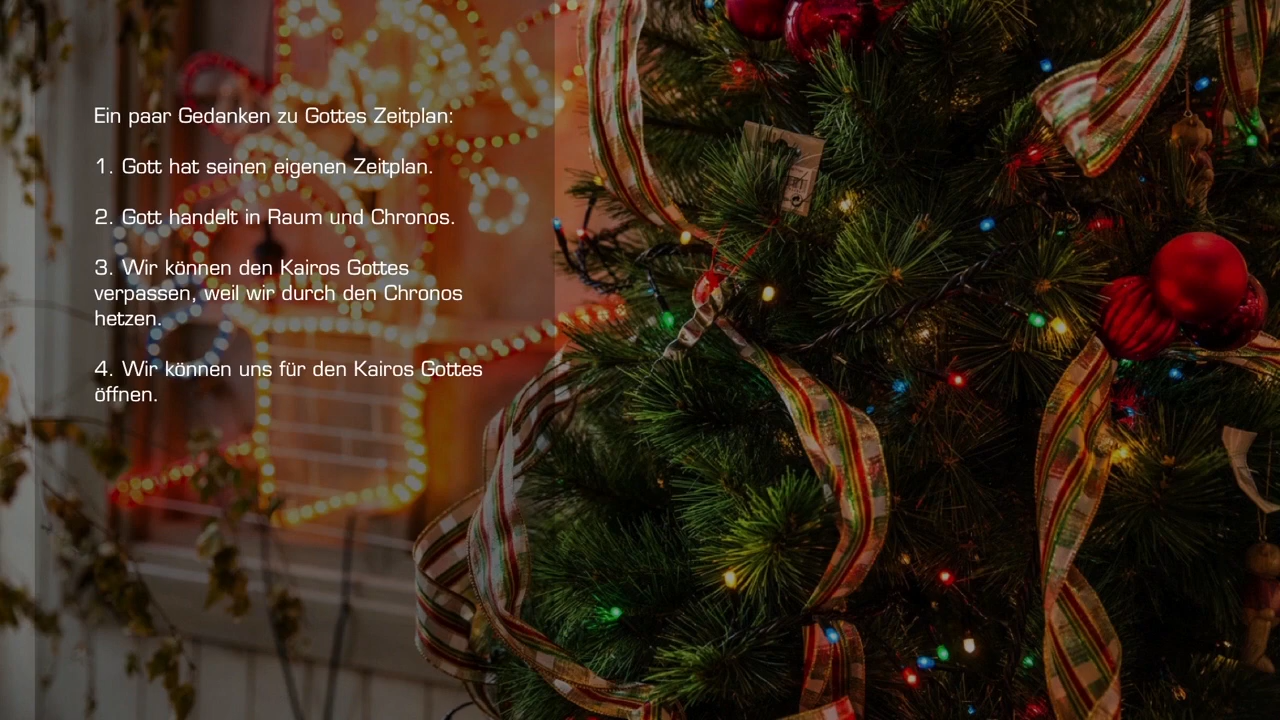 Ein paar Gedanken zu Gottes Zeitplan:
1. Gott hat seinen eigenen Zeitplan.
2. Gott handelt in Raum und Chronos.
3. Wir können den Kairos Gottes
verpassen, weil wir durch den Chronos
hetzen.
4. Wir können uns für den Kairos Gottes
öffnen.